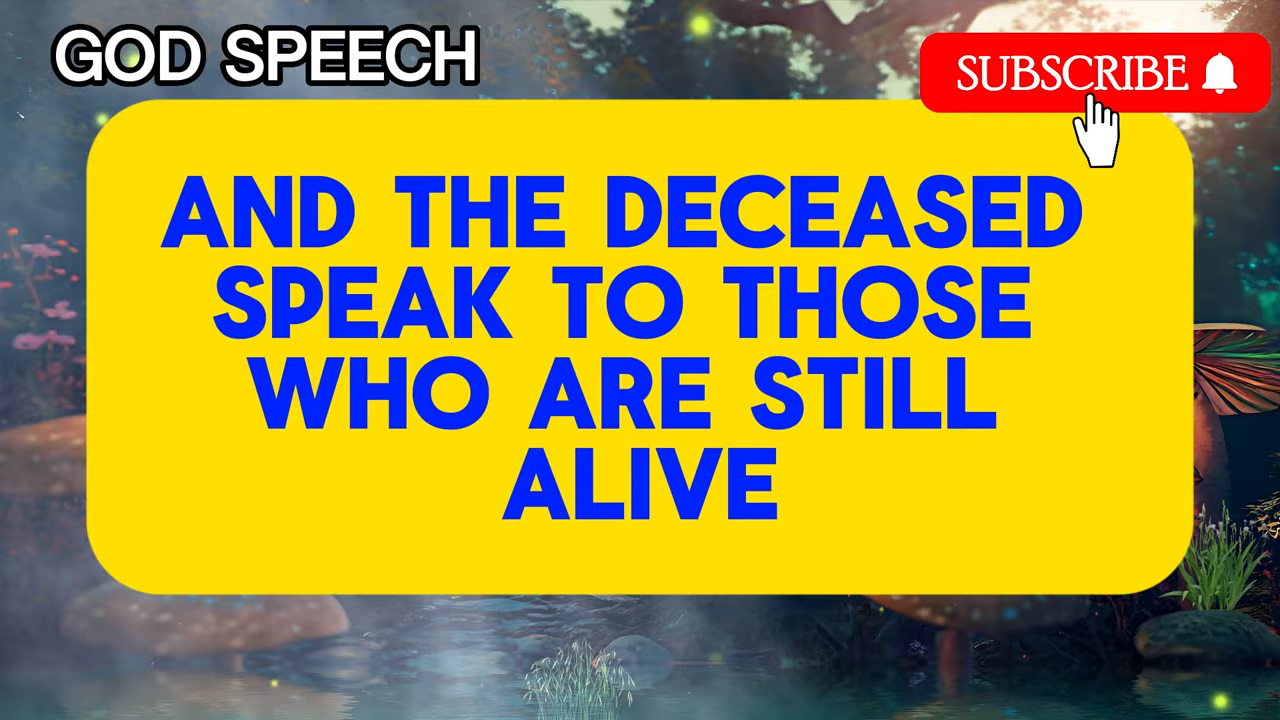 GOD SPEECH
SUBSCRIBE
AND THE DECEASED
SPEAK TO THOSE
WHO ARE STILL
ALIVE